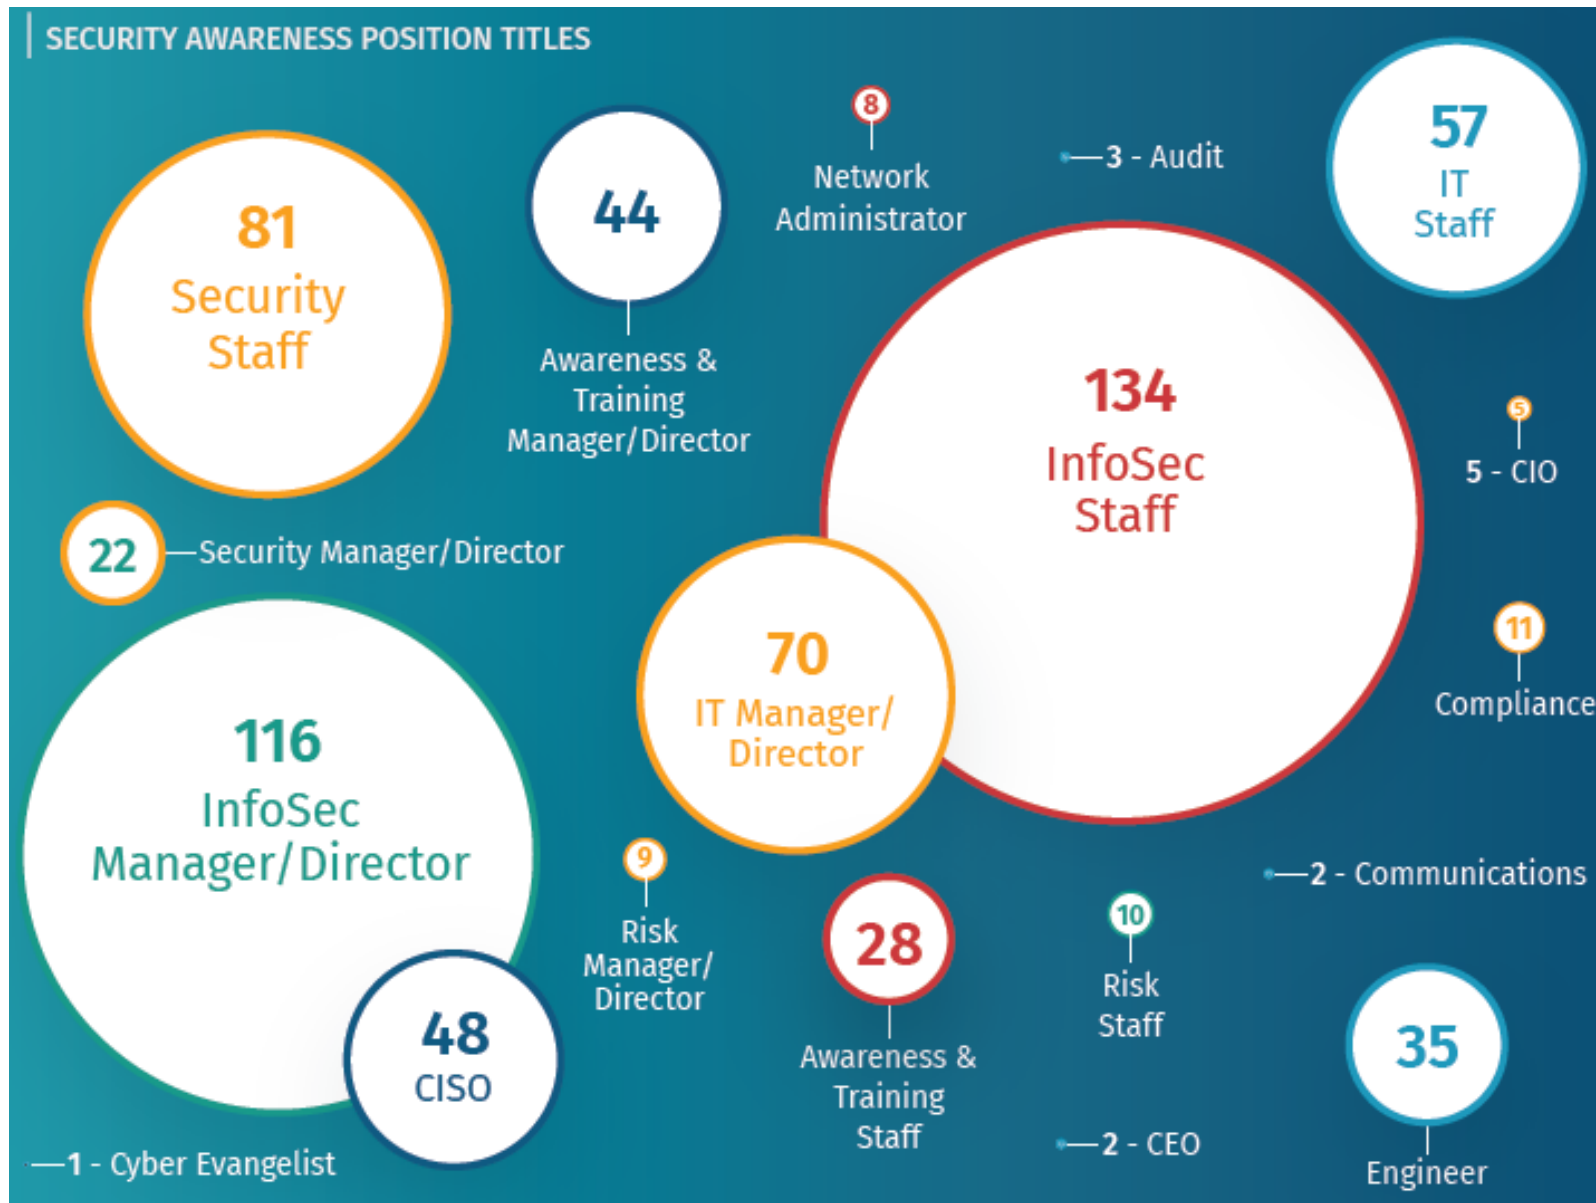 SECURITY AWARENESS POSITION TITLES
81
Security
Staff
44
Awareness &
Training
Manager/Director
8
Network
Administrator
3 - Audit
57
IT
Staff
134
InfoSec
Staff
5
5 - CIO
22
Security Manager/Director
70
IT Manager/
Director
11
Compliance
116
InfoSec
Manager/Director
9
Risk
Manager/
Director
28
Awareness &
Training
Staff
10
Risk
Staff
2 - Communications
48
CISO
35
Engineer
1 - Cyber Evangelist
2 - CEO